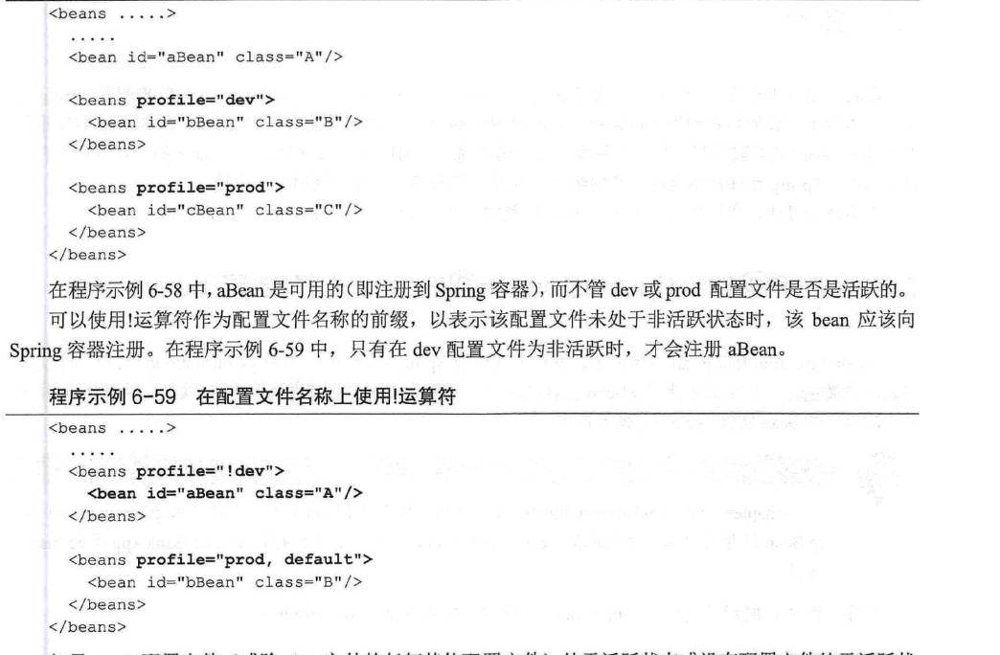 <beans .....>
.....
<bean id="aBean" class="A"/>
<beans profile="dev">
<bean id="bBean" class="B"/>
</beans>
<beans profile="prod">
<bean id="cBean" class="C"/>
</beans>
</beans>
在程序示例 6-58 中，aBean 是可用的(即注册到 Spring 容器)，而不管 dev 或 prod 配置文件是否是活跃的。
可以使用!运算符作为配置文件名称的前缀，以表示该配置文件未处于非活跃状态时，该 bean 应该向
Spring 容器注册。在程序示例 6-59 中，只有在 dev 配置文件为非活跃时，才会注册 aBean。
程序示例 6-59 在配置文件名称上使用!运算符
<beans .....>
.....
<beans profile="!dev">
<bean id="aBean" class="A"/>
</beans>
<beans profile="prod, default">
<bean id="bBean" class="B"/>
</beans>
</beans>